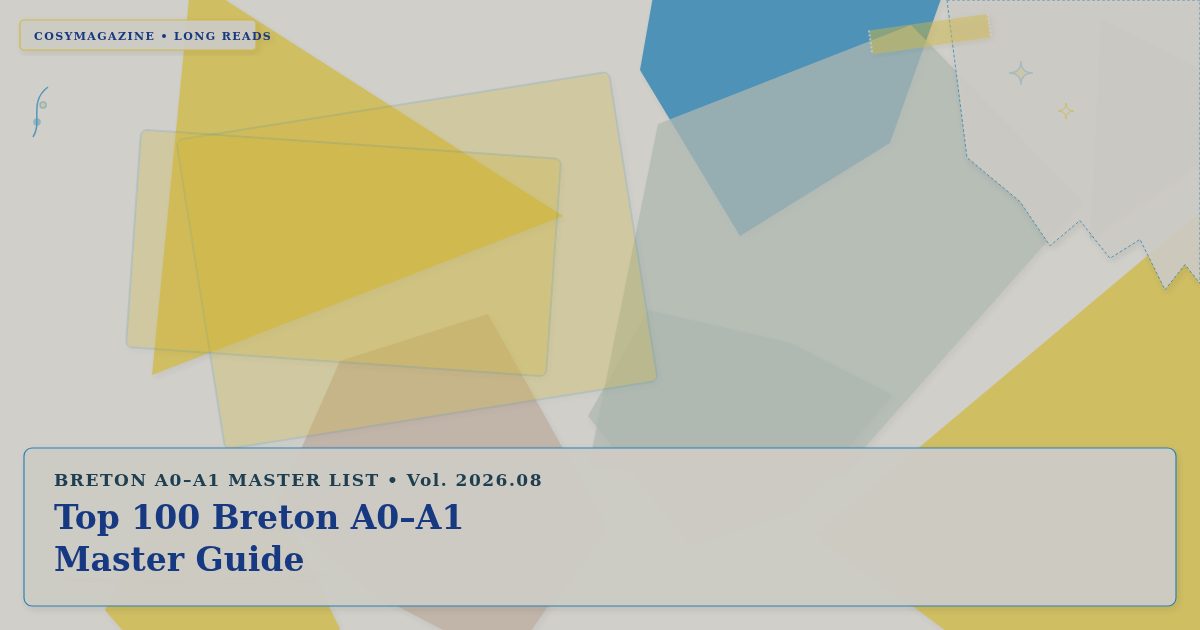 COSYMAGAZINE • LONG READS
BRETON A0–A1 MASTER LIST • Vol. 2026.08
Top 100 Breton A0–A1
Master Guide